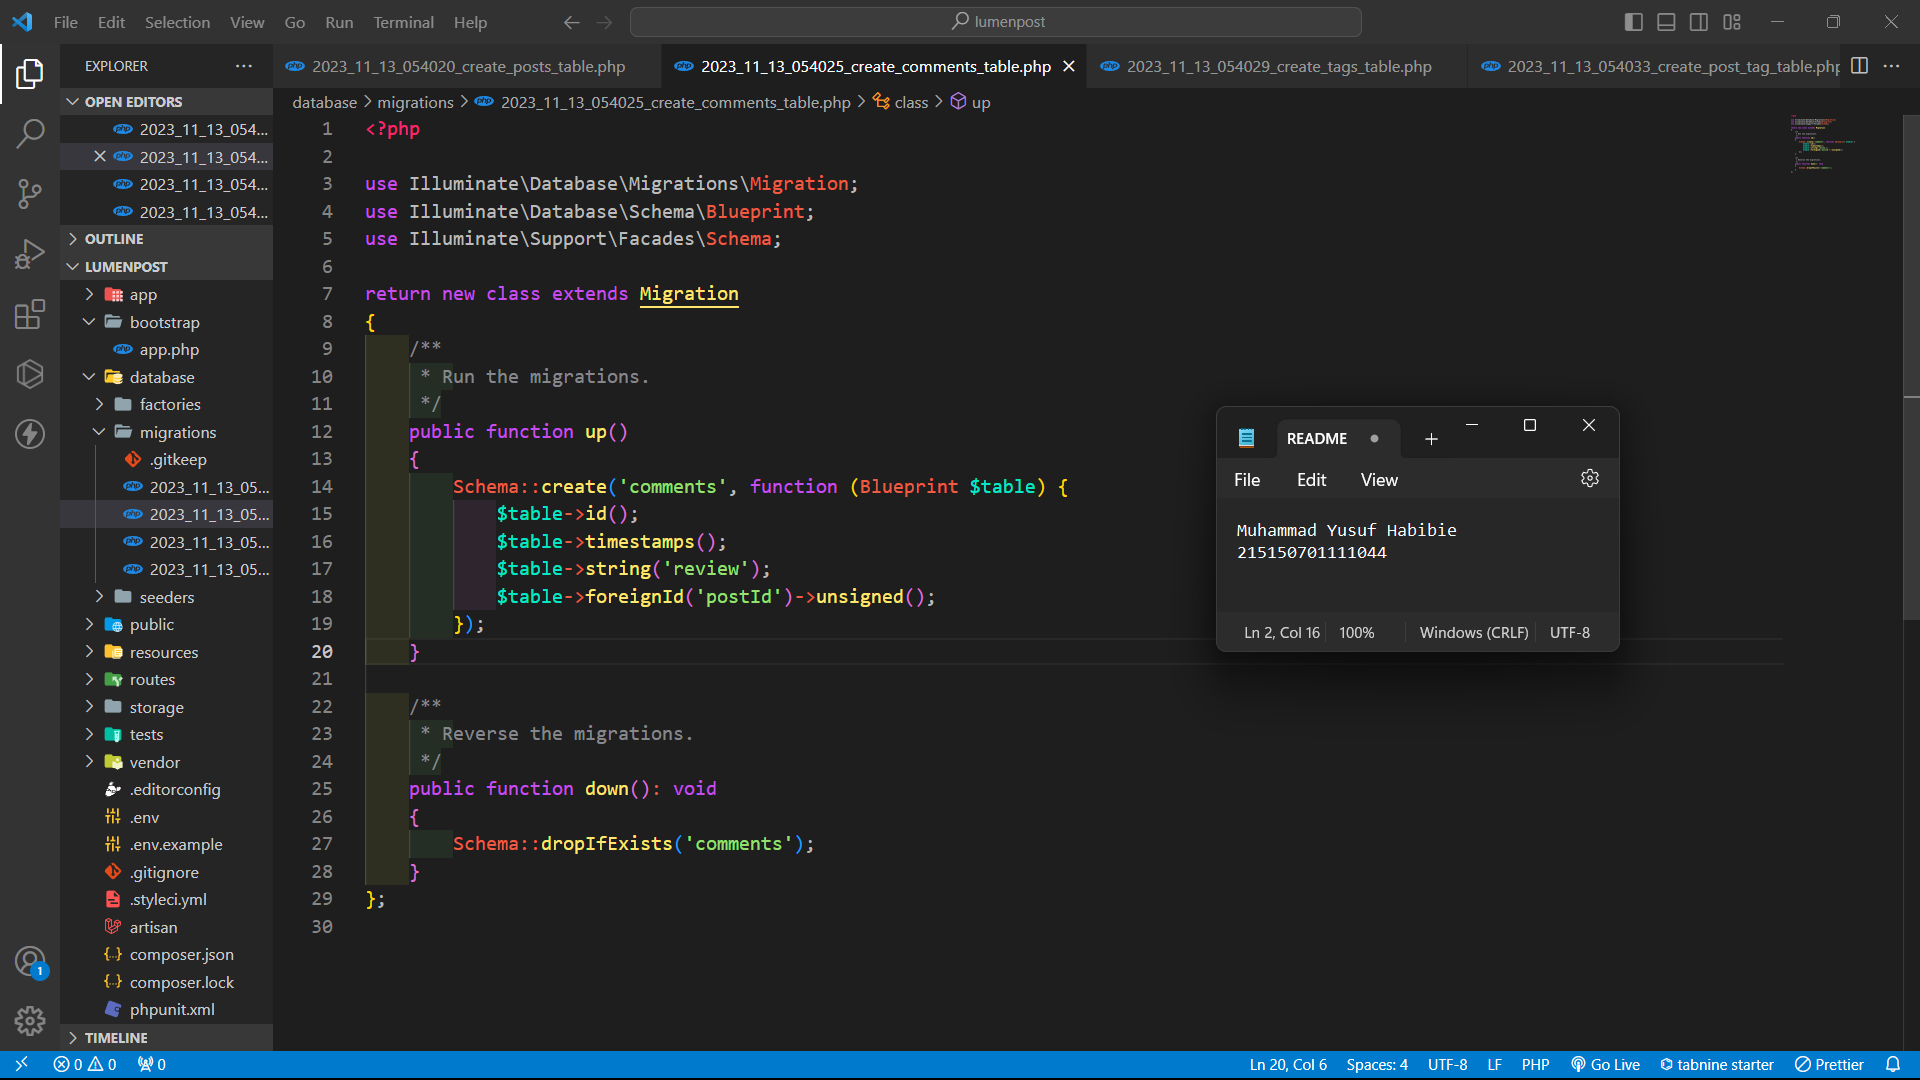 File Edit Selection View Go Run Terminal Help
lumenpost
EXPLORER
2023_11_13_054020_create_posts_table.php
2023_11_13_054025_create_comments_table.php
2023_11_13_054029_create_tags_table.php
2023_11_13_054033_create_post_tag_table.php
OPEN EDITORS
2023_11_13_054...
2023_11_13_054...
2023_11_13_054...
2023_11_13_054...
OUTLINE
LUMENPOST
app
bootstrap
app.php
database
factories
migrations
.gitkeep
2023_11_13_05...
2023_11_13_05...
2023_11_13_05...
2023_11_13_05...
seeders
public
resources
routes
storage
tests
vendor
.editorconfig
.env
.env.example
.gitignore
.styleci.yml
artisan
composer.json
composer.lock
phpunit.xml
TIMELINE
database > migrations > 2023_11_13_054025_create_comments_table.php > class > up
1 <?php
2
3 use Illuminate\Database\Migrations\Migration;
4 use Illuminate\Database\Schema\Blueprint;
5 use Illuminate\Support\Facades\Schema;
6
7 return new class extends Migration
8 {
9 /**
10 * Run the migrations.
11 */
12 public function up()
13 {
14 Schema::create('comments', function (Blueprint $table) {
15 $table->id();
16 $table->timestamps();
17 $table->string('review');
18 $table->foreignId('postId')->unsigned();
19 });
20 }
21
22 /**
23 * Reverse the migrations.
24 */
25 public function down(): void
26 {
27 Schema::dropIfExists('comments');
28 }
29 };
30
README
File Edit View
Muhammad Yusuf Habibie
215150701111044
Ln 2, Col 16 100% Windows (CRLF) UTF-8
1
0 0 0 Ln 20, Col 6 Spaces: 4 UTF-8 LF PHP Go Live tabnine starter Prettier